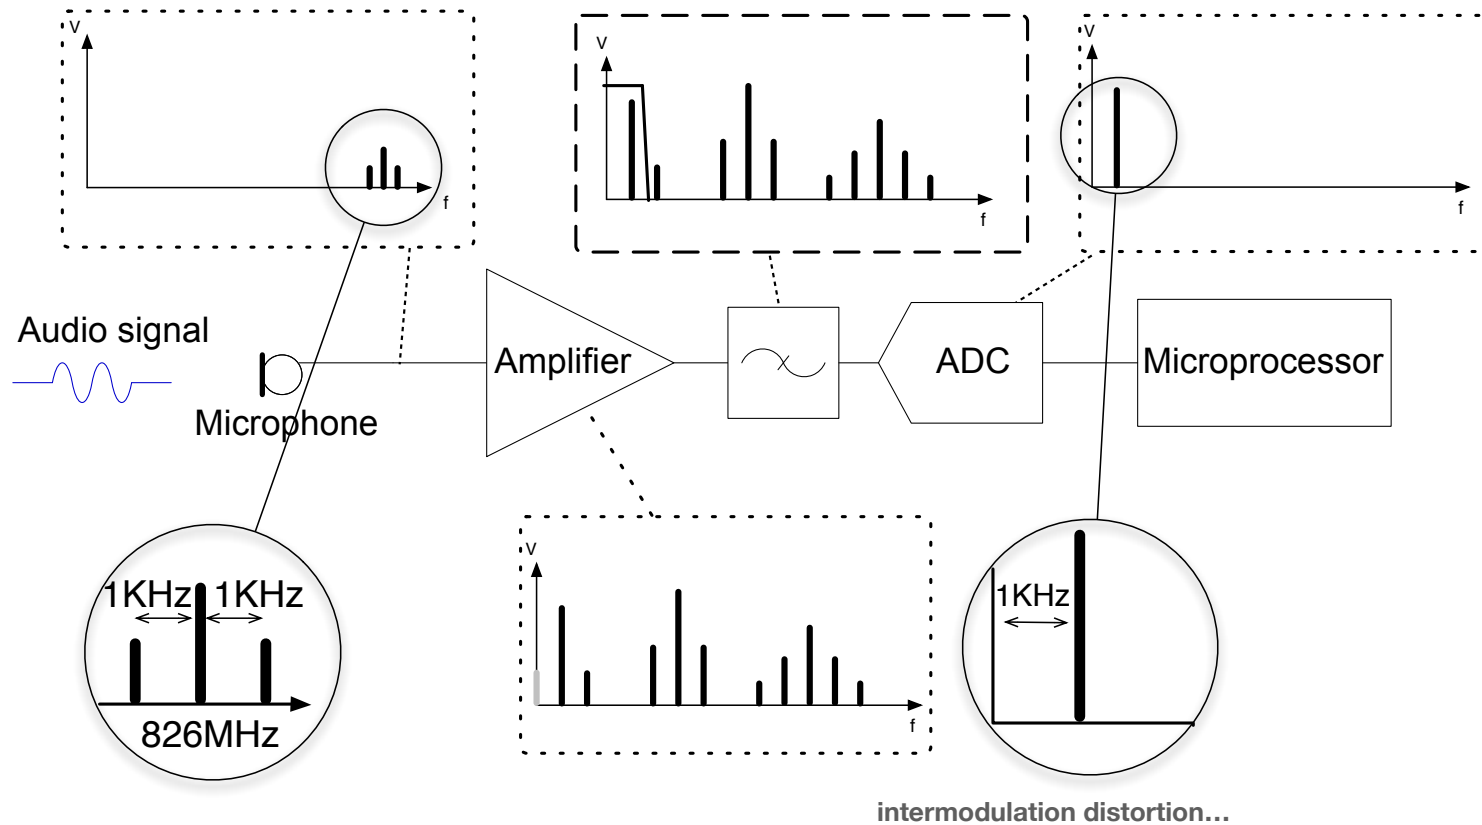 V
f
V
f
V
f
Audio signal
Microphone
Amplifier
ADC
Microprocessor
1KHz 1KHz
826MHz
V
f
1KHz
intermodulation distortion...